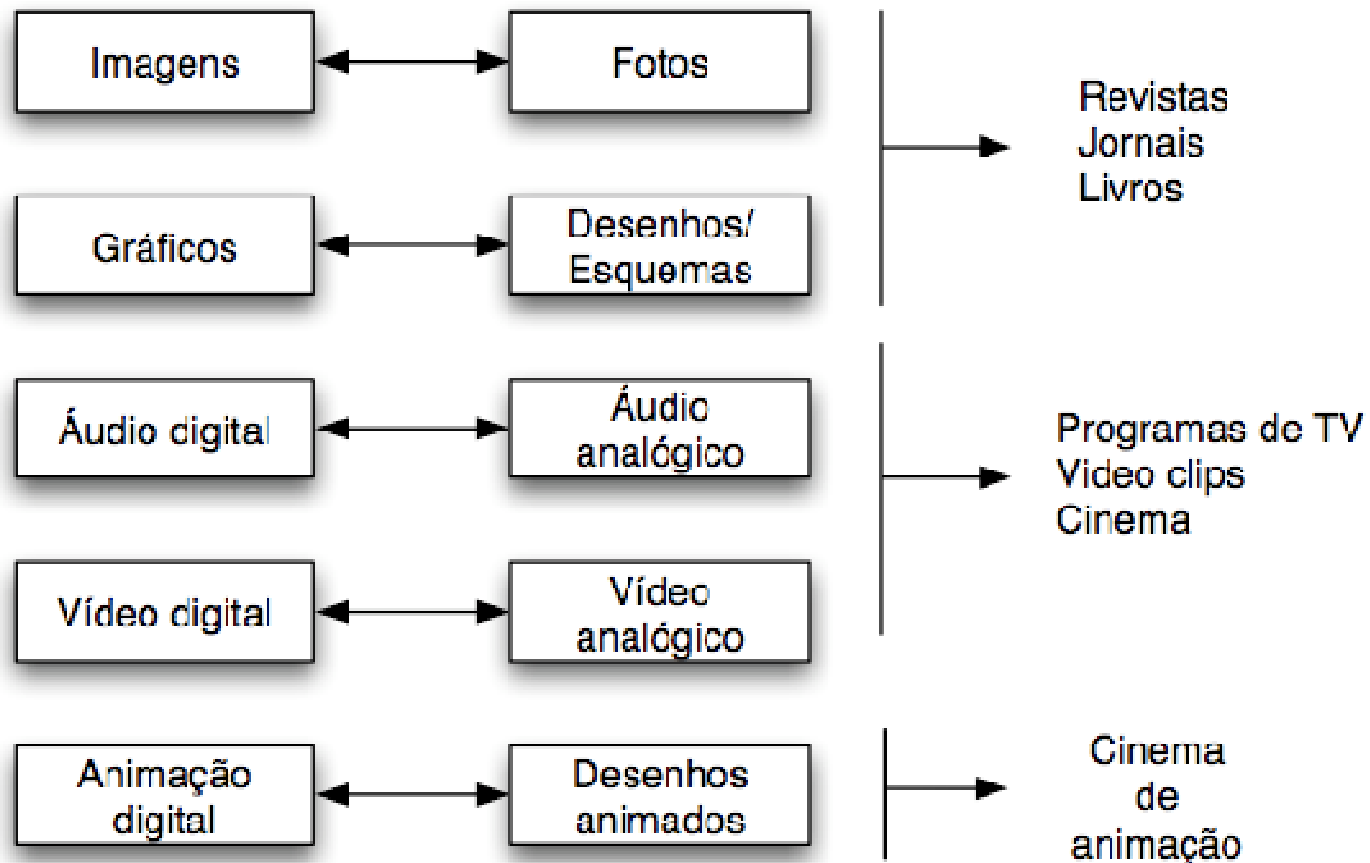 Imagens
Fotos
Revistas
Jornais
Livros
Gráficos
Desenhos/
Esquemas
Áudio digital
Áudio
analógico
Programas de TV
Video clips
Cinema
Vídeo digital
Vídeo
analógico
Animação
digital
Desenhos
animados
Cinema
de
animação